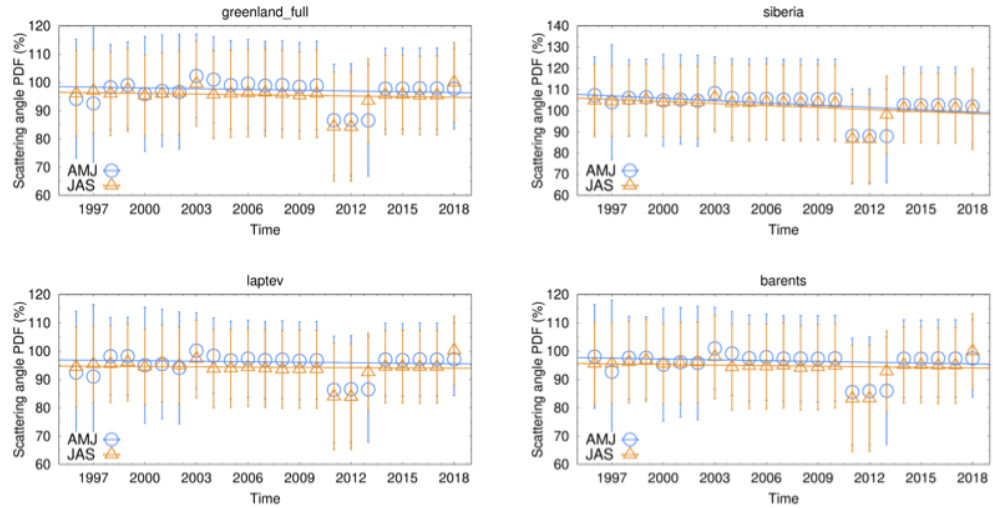 greenland_full
Scattering angle PDF (%)
120
110
100
90
80
70
60
AMJ
JAS
1997 2000 2003 2006 2009 2012 2015 2018
Time
siberia
Scattering angle PDF (%)
140
130
120
110
100
90
80
70
60
AMJ
JAS
1997 2000 2003 2006 2009 2012 2015 2018
Time
laptev
Scattering angle PDF (%)
120
110
100
90
80
70
60
AMJ
JAS
1997 2000 2003 2006 2009 2012 2015 2018
Time
barents
Scattering angle PDF (%)
120
110
100
90
80
70
60
AMJ
JAS
1997 2000 2003 2006 2009 2012 2015 2018
Time